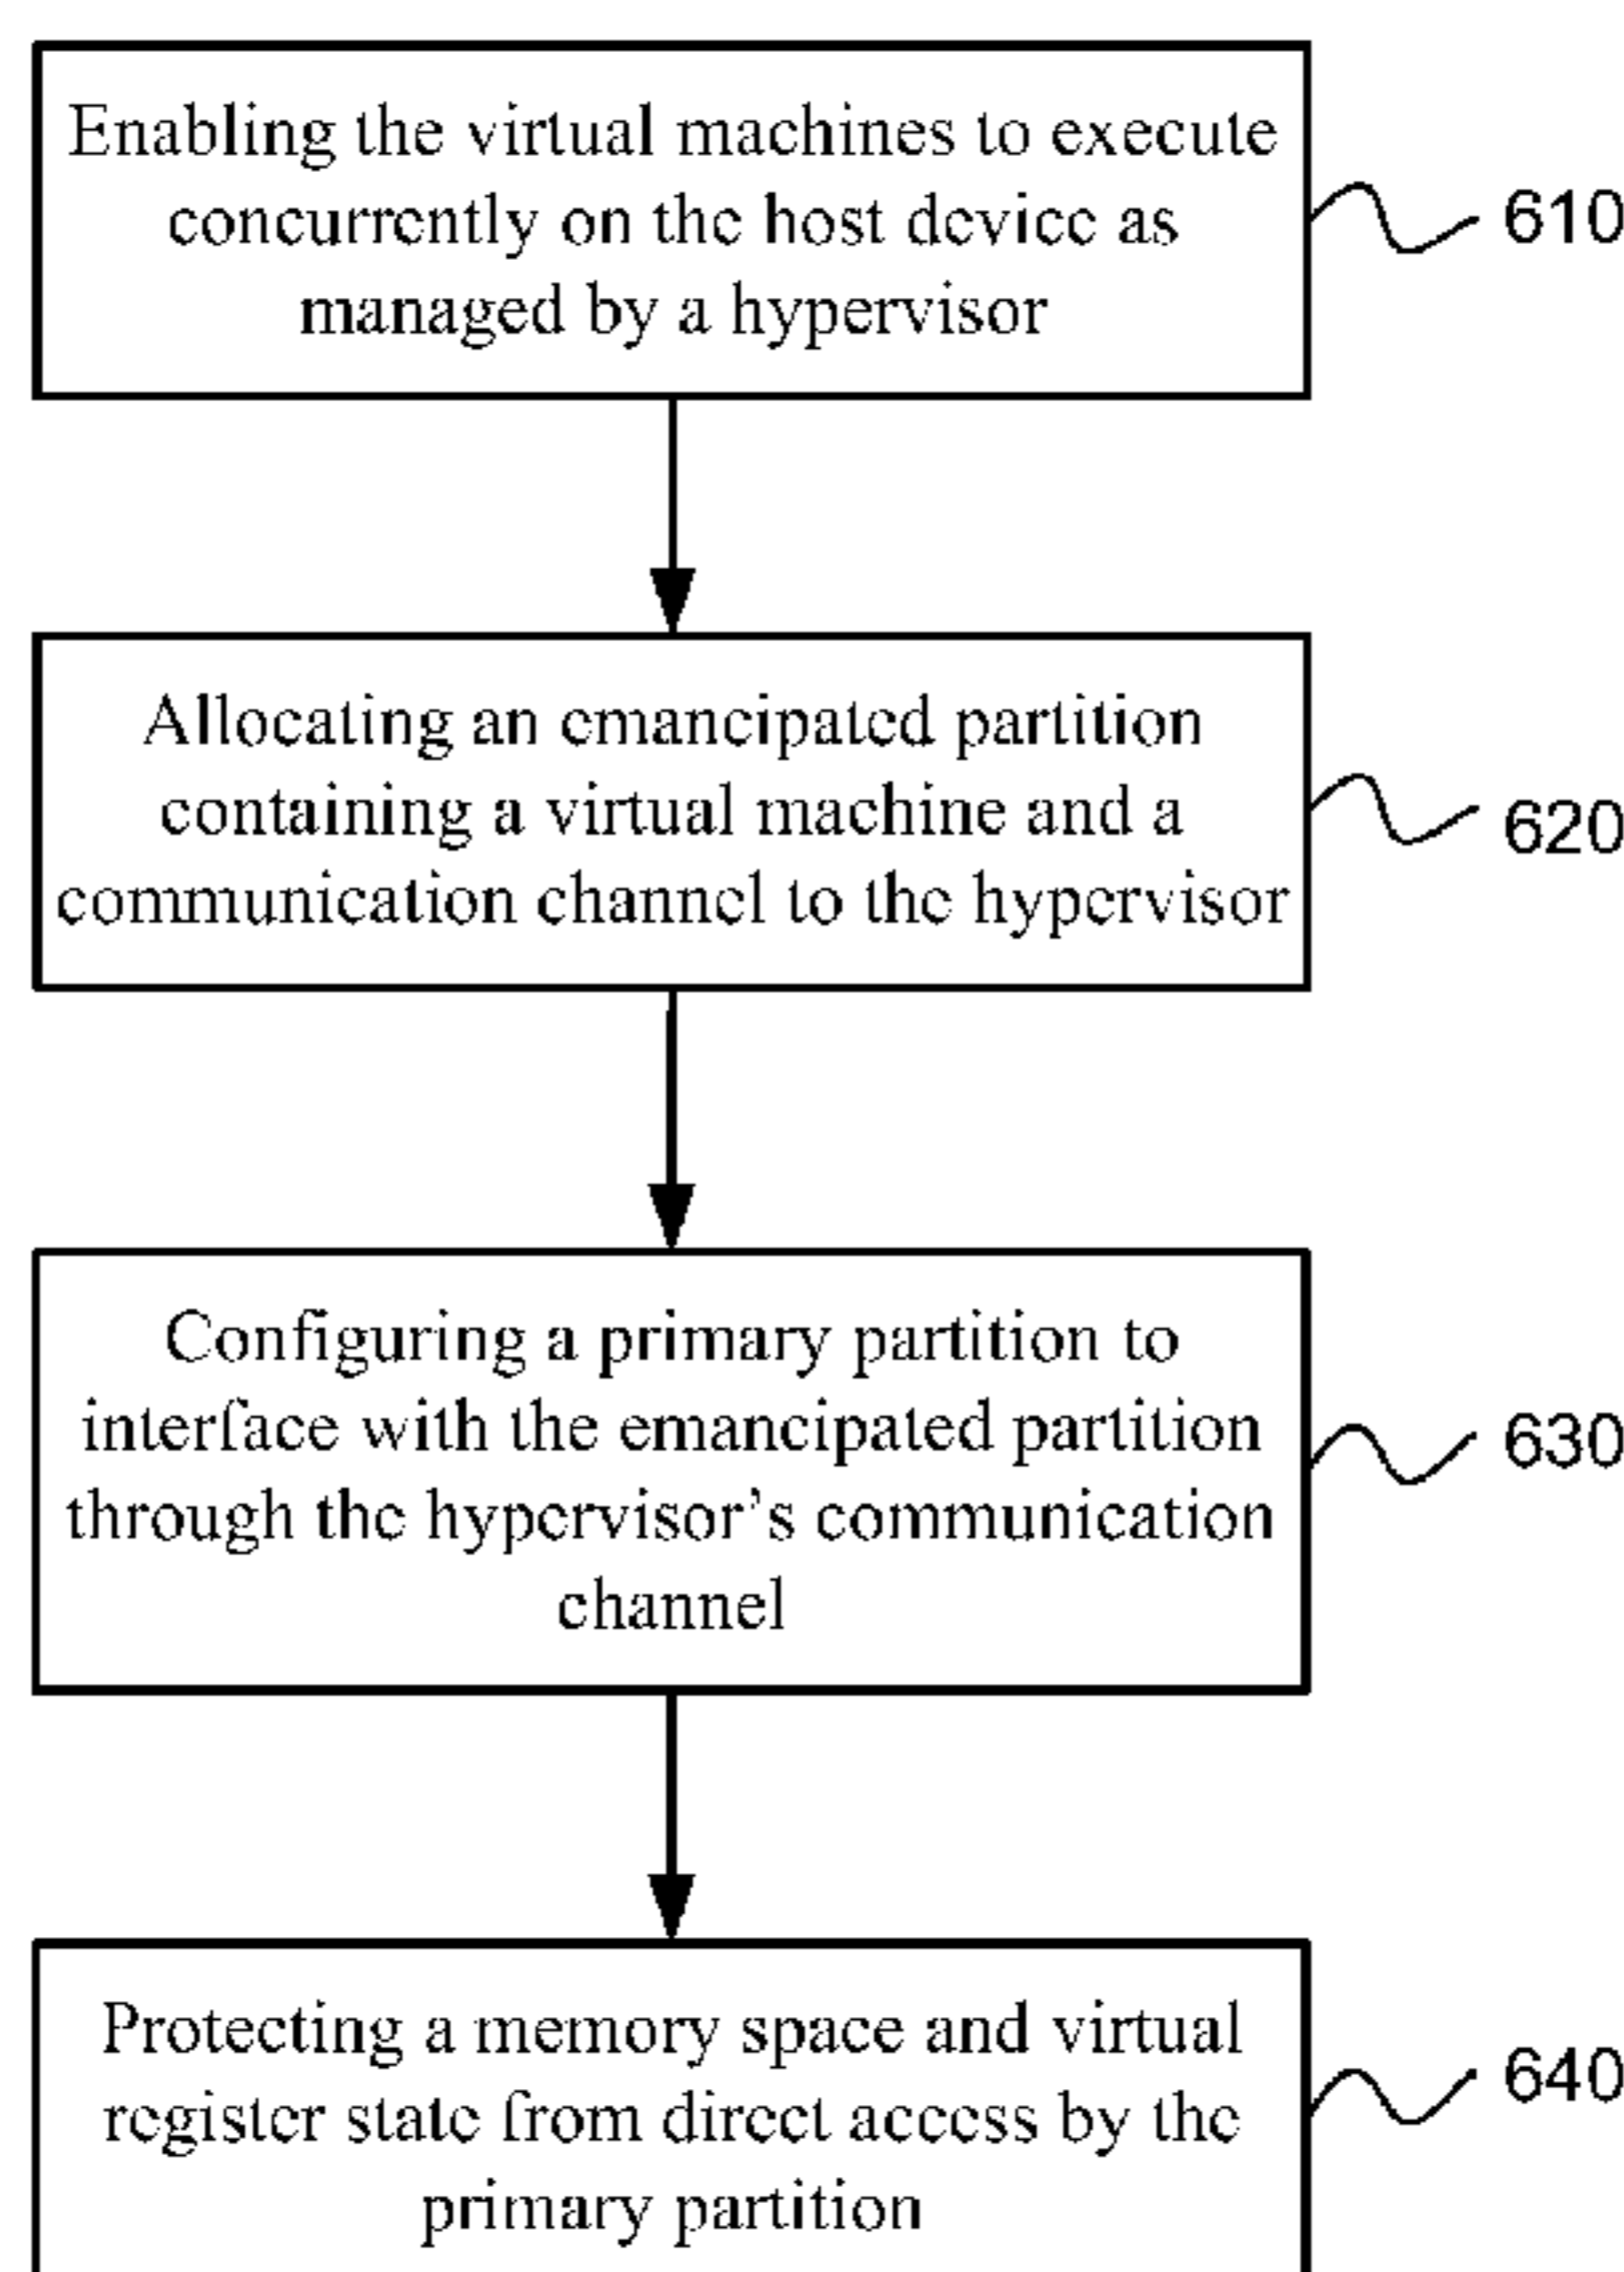 Enabling the virtual machines to execute
concurrently on the host device as
managed by a hypervisor
610
Allocating an emancipated partition
containing a virtual machine and a
communication channel to the hypervisor
620
Configuring a primary partition to
interface with the emancipated partition
through the hypervisor's communication
channel
630
Protecting a memory space and virtual
register state from direct access by the
primary partition
640